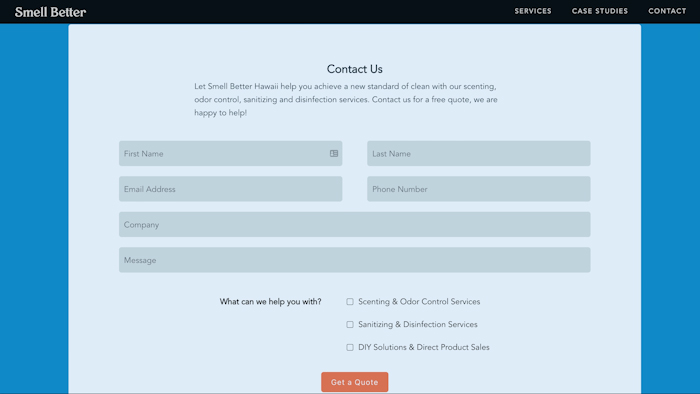 Smell Better
SERVICES CASE STUDIES CONTACT
Contact Us
Let Smell Better Hawaii help you achieve a new standard of clean with our scenting,
odor control, sanitizing and disinfection services. Contact us for a free quote, we are
happy to help!
First Name
Last Name
Email Address
Phone Number
Company
Message
What can we help you with?
Scenting & Odor Control Services
Sanitizing & Disinfection Services
DIY Solutions & Direct Product Sales
Get a Quote